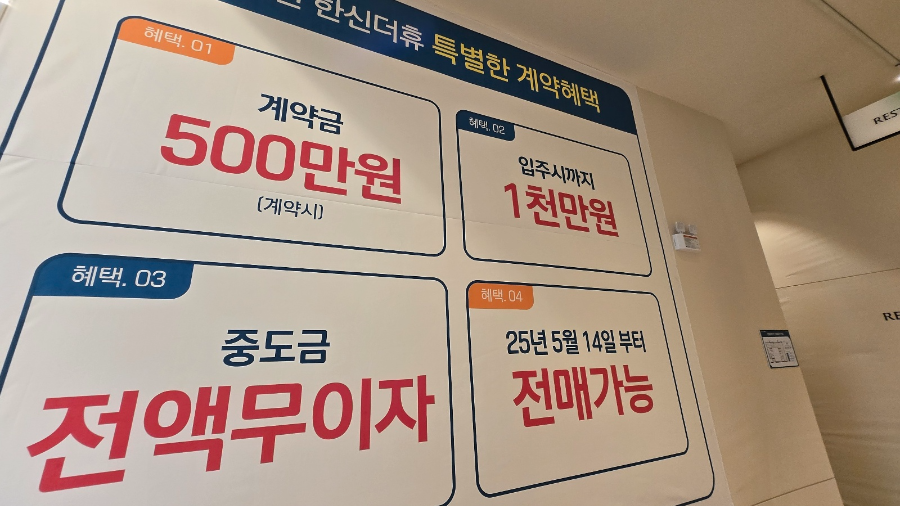 한신더휴 특별한 계약혜택
혜택. 01
계약금
500만원
(계약시)
혜택. 02
입주시까지
1천만원
혜택. 03
중도금
전액무이자
혜택. 04
25년 5월 14일 부터
전매가능